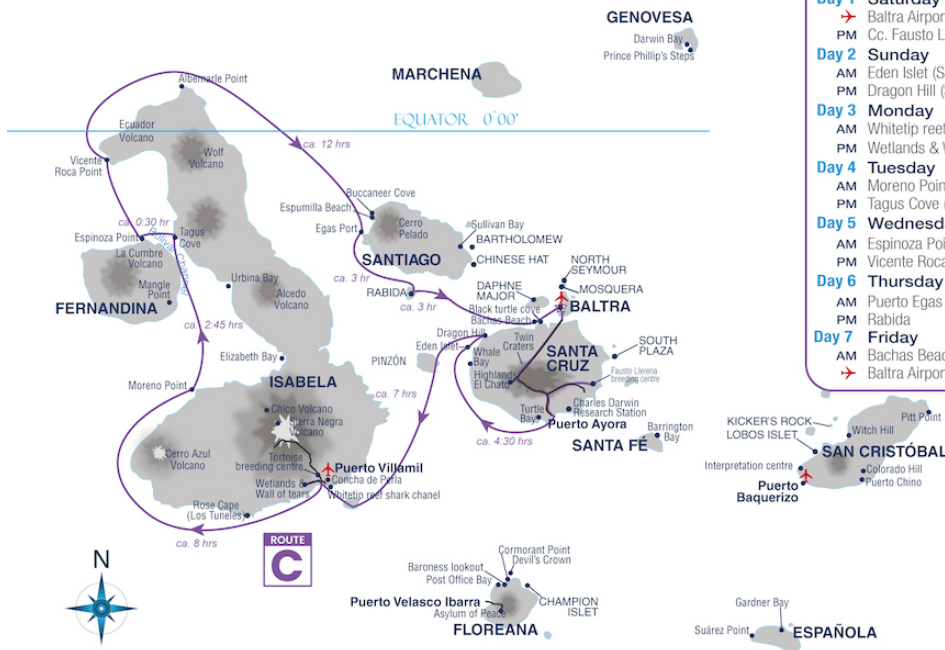 GENOVESA
Darwin Bay
Prince Phillip's Steps
MARCHENA
EQUATOR 0°00'
Albemarle Point
Ecuador
Volcano
Wolf
Volcano
ca. 12 hrs
Vicente
Roca Point
Buccaneer Cove
Espumilla Beach
Cerro
Pelado
Egas Port
Sullivan Bay
BARTHOLOMEW
CHINESE HAT
SANTIAGO
ca. 0:30 hr
Espinoza Point
Tagus
Cove
Bolivar Channel
La Cumbre
Volcano
Mangle
Point
FERNANDINA
Urbina Bay
Alcedo
Volcano
ca. 3 hr
RABIDA
ca. 3 hr
NORTH
SEYMOUR
MOSQUERA
DAPHNE
MAJOR
BALTRA
Black turtle cove
Bachas Beach
ca. 2:45 hrs
Dragon Hill
Eden Islet
Whale
Bay
Twin
Craters
SANTA
CRUZ
SOUTH
PLAZA
Highlands
El Chato
Fausto Llerena
breeding centre
PINZÓN
Elizabeth Bay
Moreno Point
ISABELA
ca. 7 hrs
Turtle
Bay
Charles Darwin
Research Station
Puerto Ayora
ca. 4:30 hrs
SANTA FÉ
Barrington
Bay
Chico Volcano
Sierra Negra
Volcano
Cerro Azul
Volcano
Tortoise
breeding centre
Puerto Villamil
Concha de Perla
Wetlands &
Wall of tears
Whitetip reef shark chanel
Rose Cape
(Los Tuneles)
ca. 8 hrs
ROUTE
C
N
KICKER'S ROCK
LOBOS ISLET
Pitt Point
Witch Hill
SAN CRISTÓBAL
Interpretation centre
Colorado Hill
Puerto Chino
Puerto
Baquerizo
Cormorant Point
Devil's Crown
Baroness lookout
Post Office Bay
Puerto Velasco Ibarra
Asylum of Peace
CHAMPION
ISLET
FLOREANA
Gardner Bay
Suárez Point
ESPAÑOLA
Day 1 Saturday
Baltra Airpor
PM Cc. Fausto L
Day 2 Sunday
AM Eden Islet (S
PM Dragon Hill (
Day 3 Monday
AM Whitetip reef
PM Wetlands & W
Day 4 Tuesday
AM Moreno Poin
PM Tagus Cove (
Day 5 Wednesd
AM Espinoza Poi
PM Vicente Roca
Day 6 Thursday
AM Puerto Egas
PM Rabida
Day 7 Friday
AM Bachas Beac
Baltra Airpor